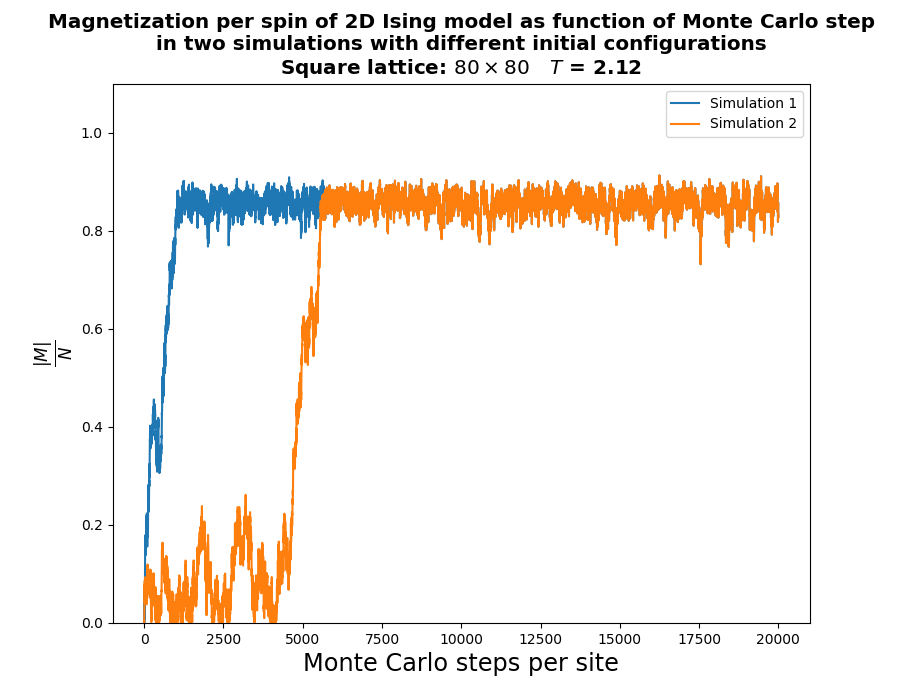 Magnetization per spin of 2D Ising model as function of Monte Carlo step
in two simulations with different initial configurations
Square lattice: 80 × 80 T = 2.12
Simulation 1
Simulation 2
1.0
0.8
0.6
0.4
0.2
0.0
|M|
N
0 2500 5000 7500 10000 12500 15000 17500 20000
Monte Carlo steps per site